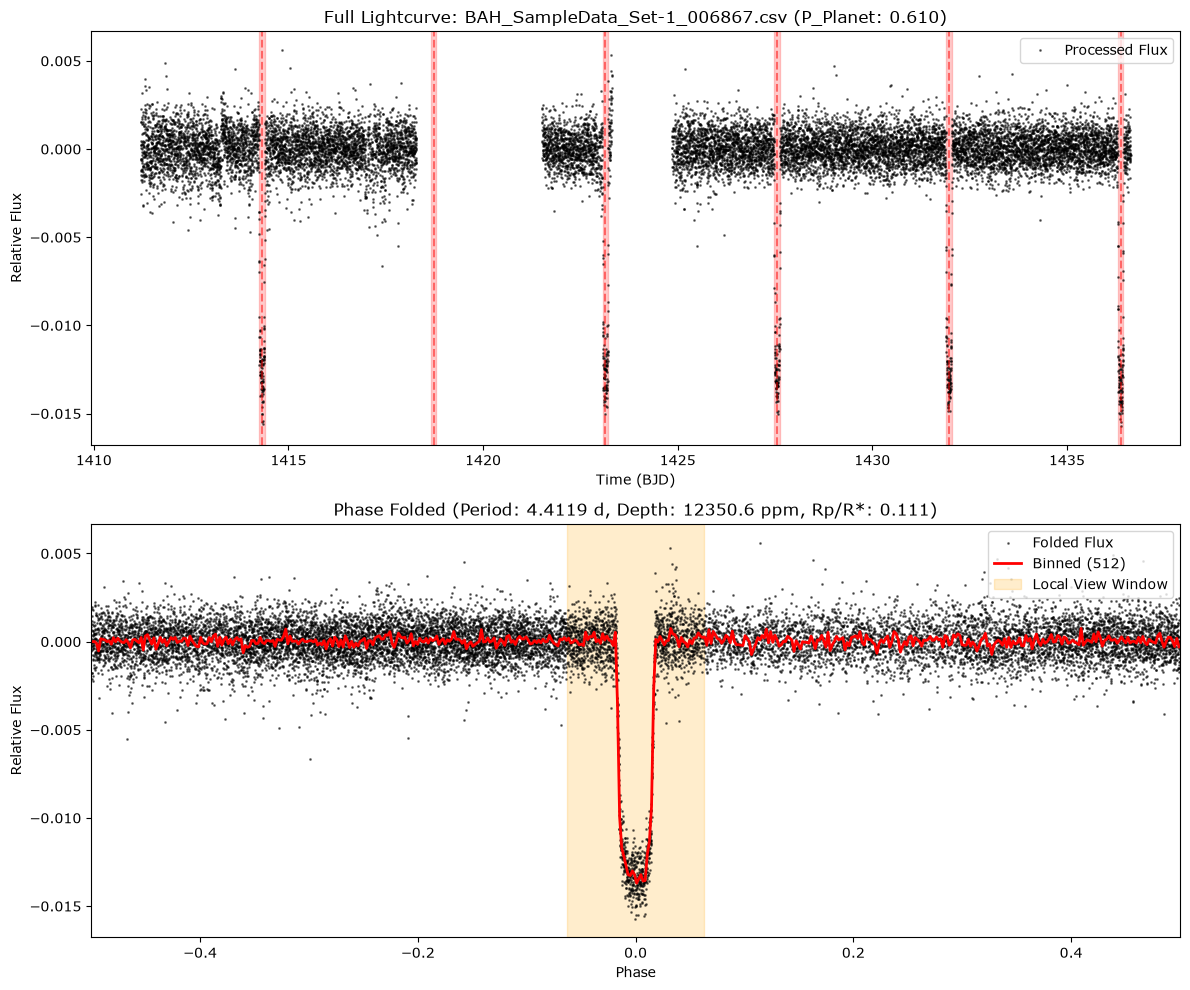 Full Lightcurve: BAH_SampleData_Set-1_006867.csv (P_Planet: 0.610)
Processed Flux
Relative Flux
0.005
0.000
−0.005
−0.010
−0.015
1410
1415
1420
1425
1430
1435
Time (BJD)
Phase Folded (Period: 4.4119 d, Depth: 12350.6 ppm, Rp/R*: 0.111)
Folded Flux
Binned (512)
Local View Window
Relative Flux
0.005
0.000
−0.005
−0.010
−0.015
−0.4
−0.2
0.0
0.2
0.4
Phase